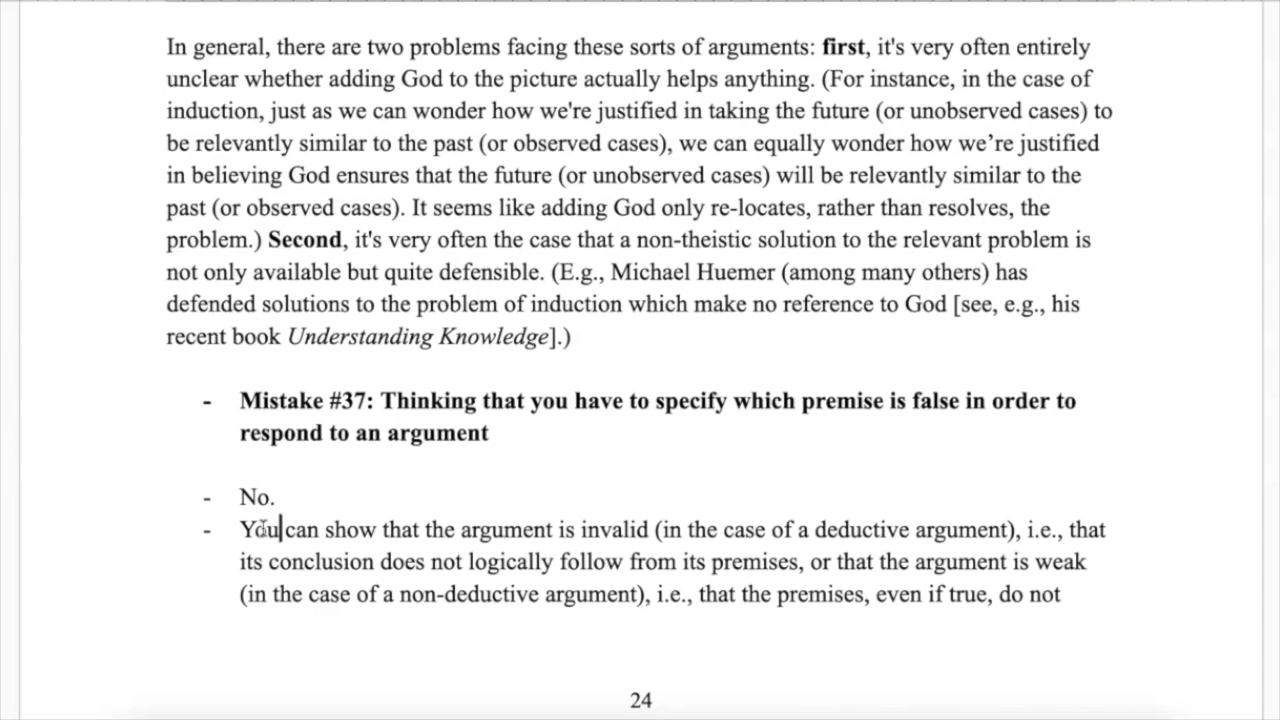 In general, there are two problems facing these sorts of arguments: first, it's very often entirely
unclear whether adding God to the picture actually helps anything. (For instance, in the case of
induction, just as we can wonder how we're justified in taking the future (or unobserved cases) to
be relevantly similar to the past (or observed cases), we can equally wonder how we’re justified
in believing God ensures that the future (or unobserved cases) will be relevantly similar to the
past (or observed cases). It seems like adding God only re-locates, rather than resolves, the
problem.) Second, it's very often the case that a non-theistic solution to the relevant problem is
not only available but quite defensible. (E.g., Michael Huemer (among many others) has
defended solutions to the problem of induction which make no reference to God [see, e.g., his
recent book Understanding Knowledge].)
- Mistake #37: Thinking that you have to specify which premise is false in order to
respond to an argument
- No.
- You can show that the argument is invalid (in the case of a deductive argument), i.e., that
its conclusion does not logically follow from its premises, or that the argument is weak
(in the case of a non-deductive argument), i.e., that the premises, even if true, do not
24